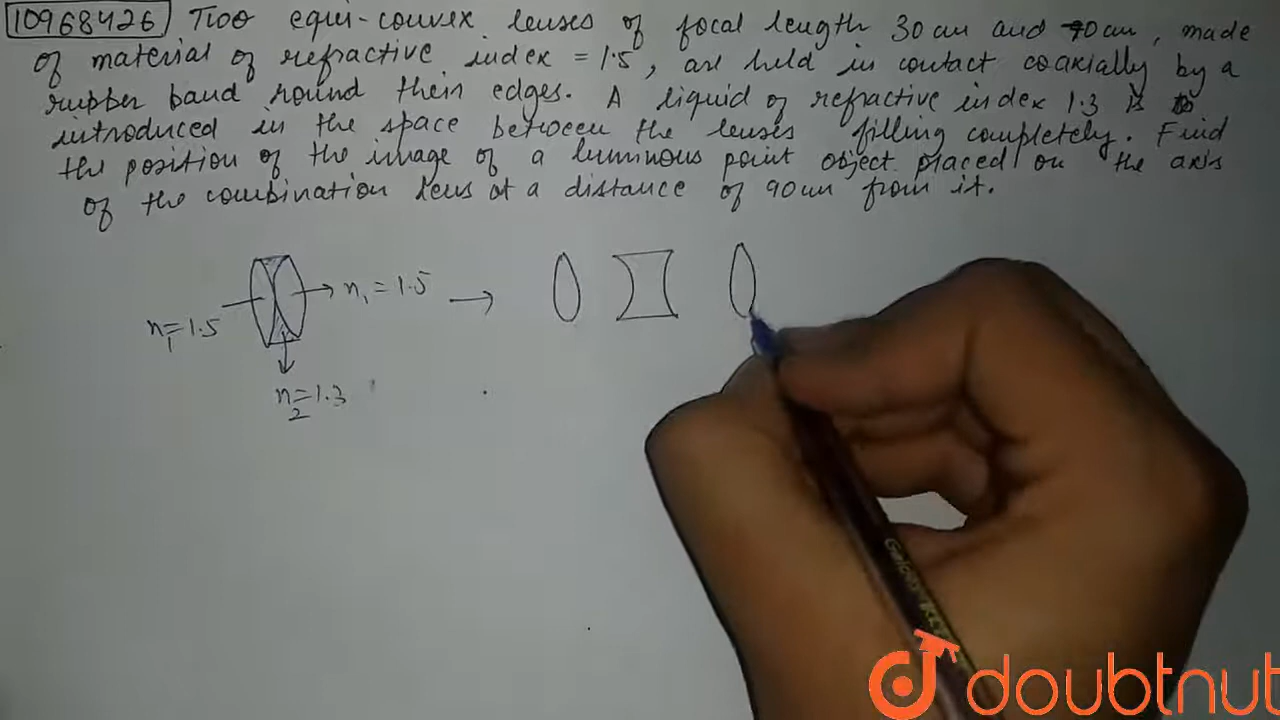 10968426 Two equi-convex lenses of focal length 30 cm and 70 cm, made
of material of refractive index = 1.5, are held in contact coaxially by a
rubber band round their edges. A liquid of refractive index 1.3 is
introduced in the space between the lenses filling completely. Find
the position of the image of a luminous point object placed on the axis
of the combination lens at a distance of 90 cm from it.
n₁ = 1.5
n₁ = 1.5
n₂ = 1.3
Galaxy
doubtnut